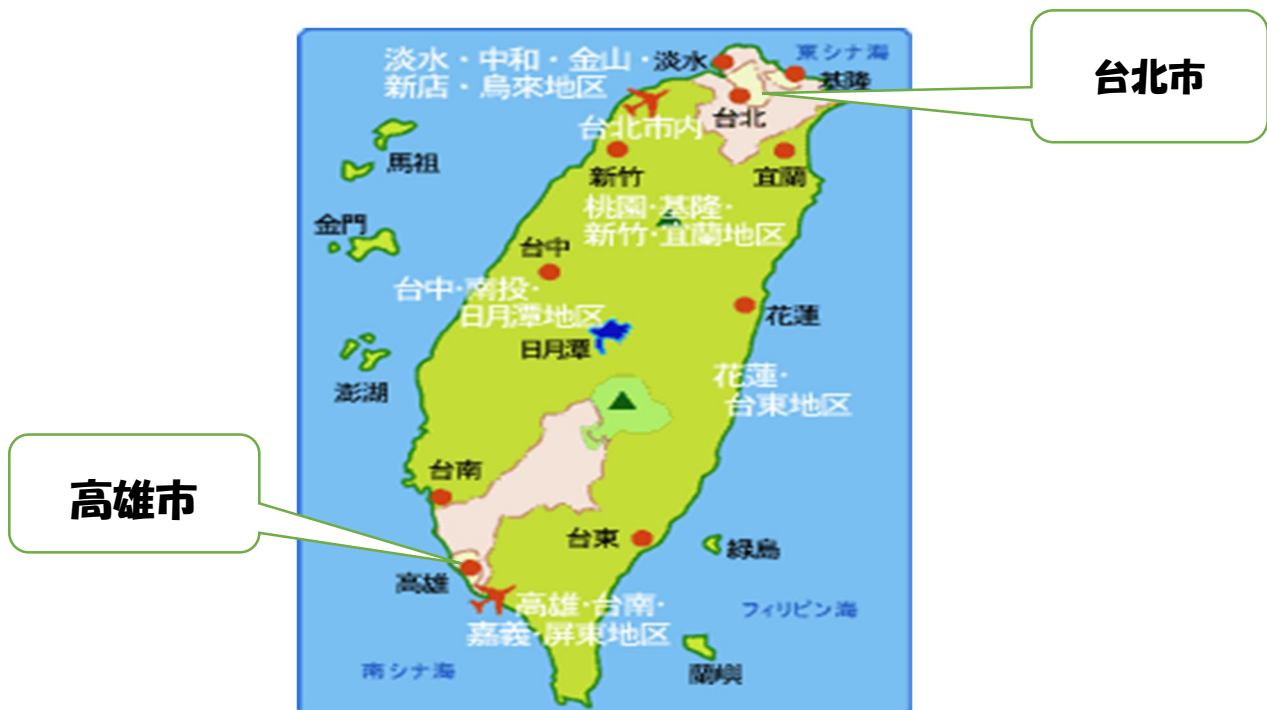 淡水・中和・金山・
新店・烏來地区
淡水
東シナ海
基隆
台北市
台北
台北市内
馬祖
新竹
宜蘭
桃園・基隆・
新竹・宜蘭地区
金門
台中
台中・南投・
日月潭地区
花蓮
日月潭
花蓮・
台東地区
澎湖
台南
高雄市
台東
緑島
高雄
高雄・台南・
嘉義・屏東地区
フィリピン海
南シナ海
蘭嶼